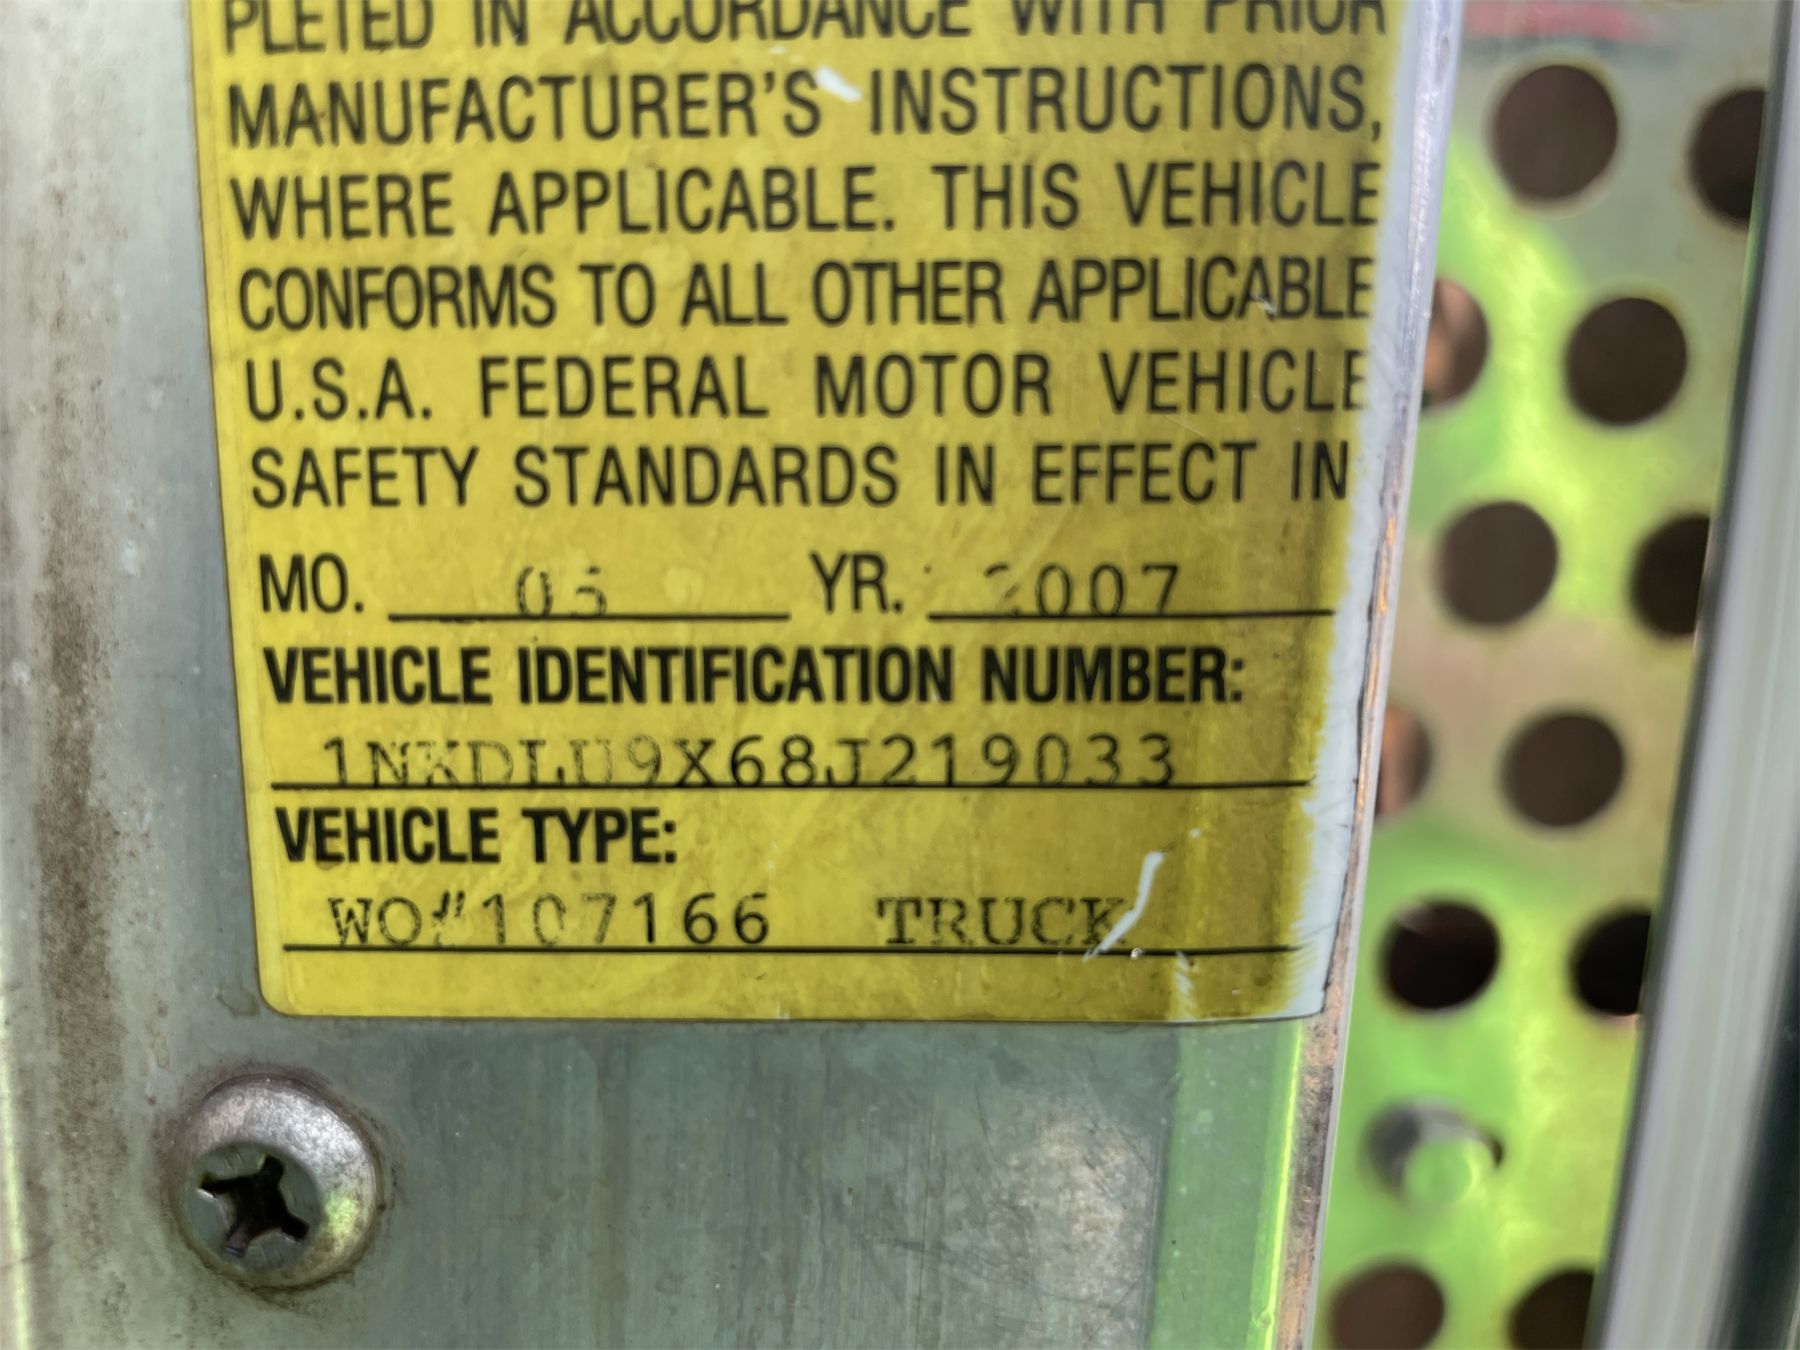 PLETED IN ACCORDANCE WITH PRIOR
MANUFACTURER'S INSTRUCTIONS,
WHERE APPLICABLE. THIS VEHICLE
CONFORMS TO ALL OTHER APPLICABLE
U.S.A. FEDERAL MOTOR VEHICLE
SAFETY STANDARDS IN EFFECT IN
MO. 05 YR. 2007
VEHICLE IDENTIFICATION NUMBER:
1NKDLU9X68J219033
VEHICLE TYPE:
WO#107166 TRUCK